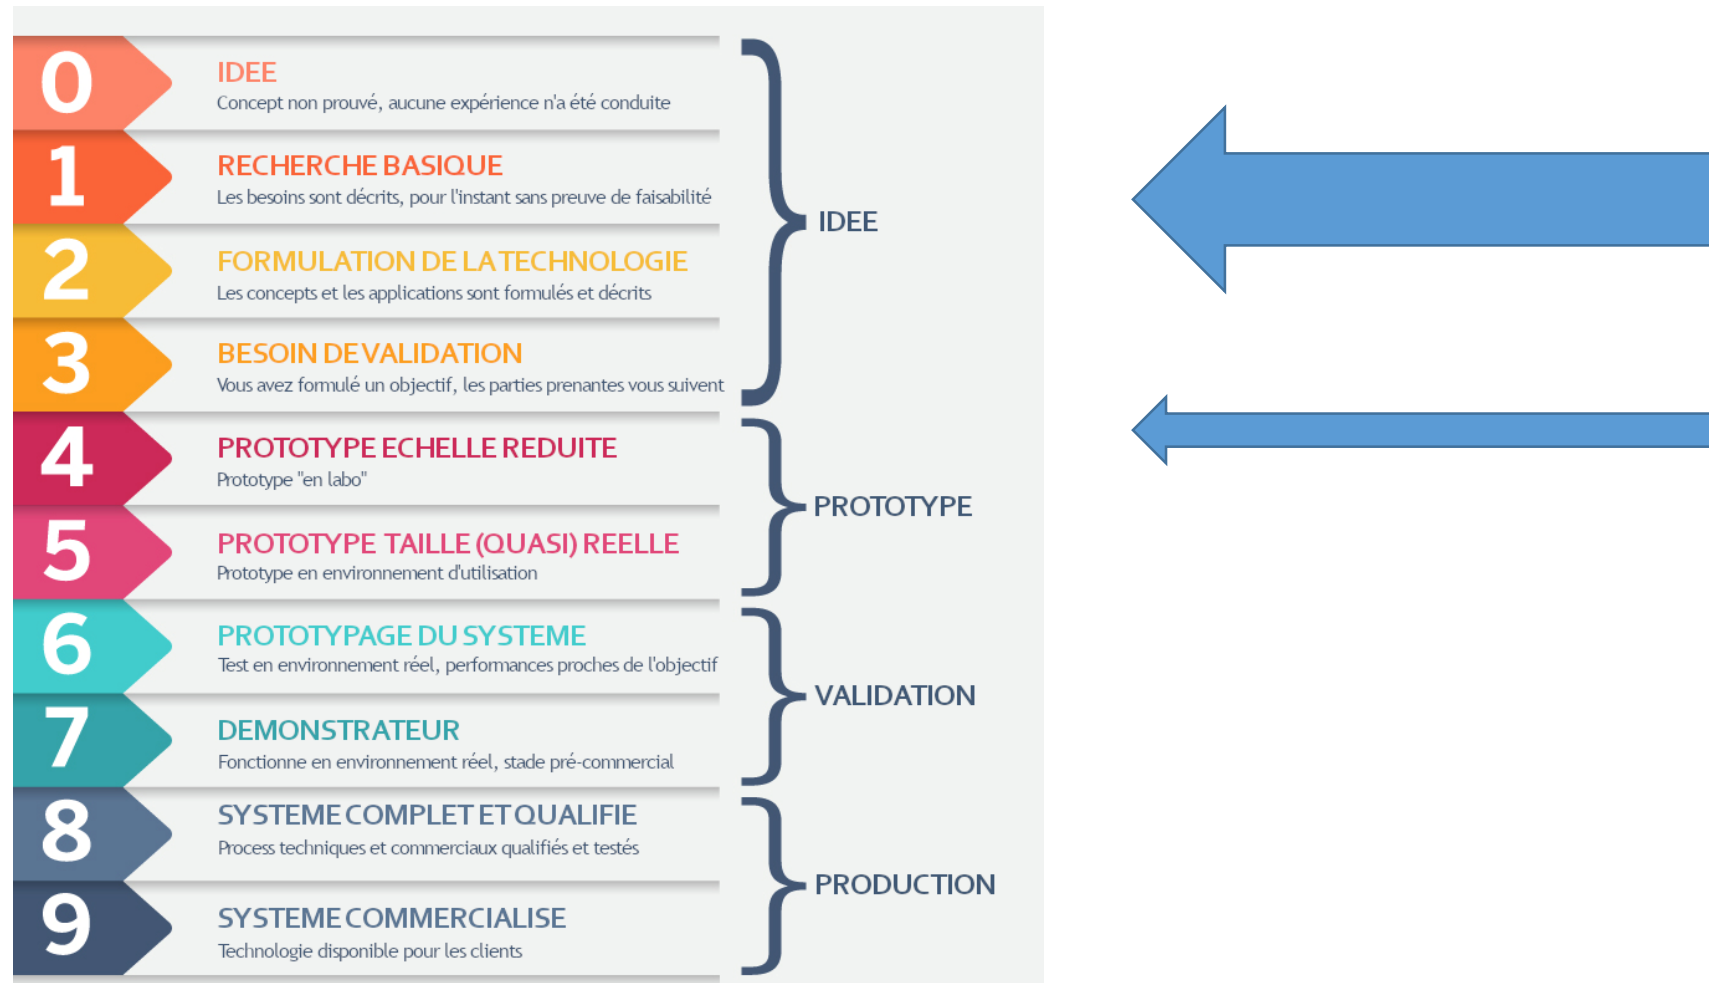 0
IDEE
Concept non prouvé, aucune expérience n'a été conduite
1
RECHERCHE BASIQUE
Les besoins sont décrits, pour l'instant sans preuve de faisabilité
IDEE
2
FORMULATION DE LA TECHNOLOGIE
Les concepts et les applications sont formulés et décrits
3
BESOIN DE VALIDATION
Vous avez formulé un objectif, les parties prenantes vous suivent
4
PROTOTYPE ECHELLE REDUITE
Prototype "en labo"
PROTOTYPE
5
PROTOTYPE TAILLE (QUASI) REELLE
Prototype en environnement d'utilisation
6
PROTOTYPAGE DU SYSTEME
Test en environnement réel, performances proches de l'objectif
VALIDATION
7
DEMONSTRATEUR
Fonctionne en environnement réel, stade pré-commercial
8
SYSTEME COMPLET ET QUALIFIE
Process techniques et commerciaux qualifiés et testés
PRODUCTION
9
SYSTEME COMMERCIALISE
Technologie disponible pour les clients